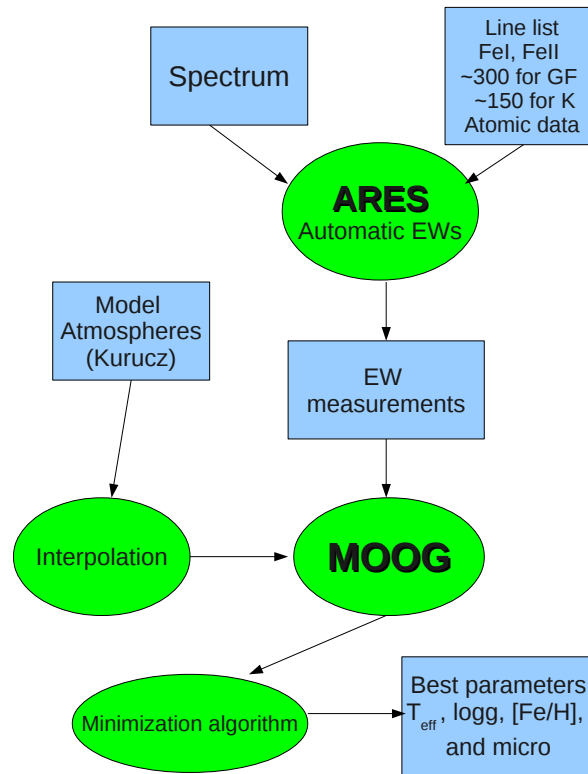 Spectrum
Line list
FeI, FeII
~300 for GF
~150 for K
Atomic data
ARES
Automatic EWs
Model
Atmospheres
(Kurucz)
EW
measurements
Interpolation
MOOG
Minimization algorithm
Best parameters
Teff, logg, [Fe/H],
and micro